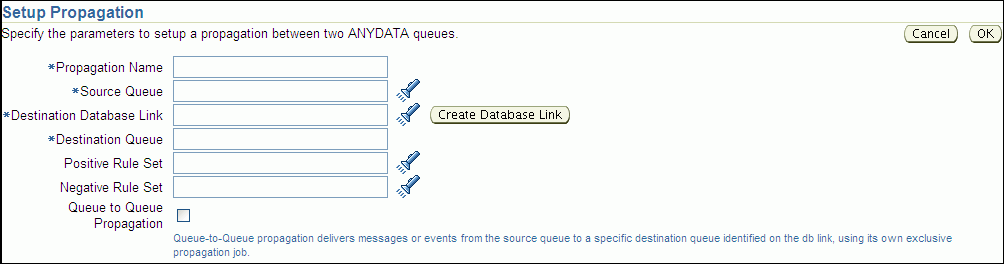 Setup Propagation
Specify the parameters to setup a propagation between two ANYDATA queues.
Cancel
OK
*Propagation Name
*Source Queue
*Destination Database Link
Create Database Link
*Destination Queue
Positive Rule Set
Negative Rule Set
Queue to Queue
Propagation
Queue-to-Queue propagation delivers messages or events from the source queue to a specific destination queue identified on the db link, using its own exclusive
propagation job.